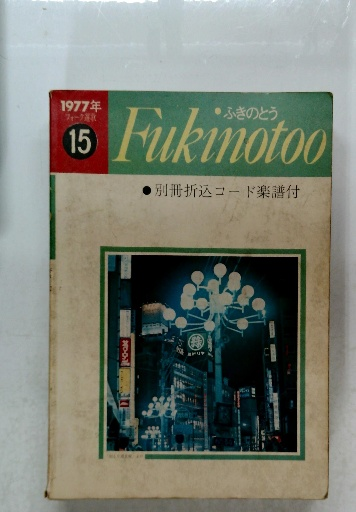 1977年
フォーク選歌
15
●ふきのとう
Fukinotoo
●別冊折込コード楽譜付